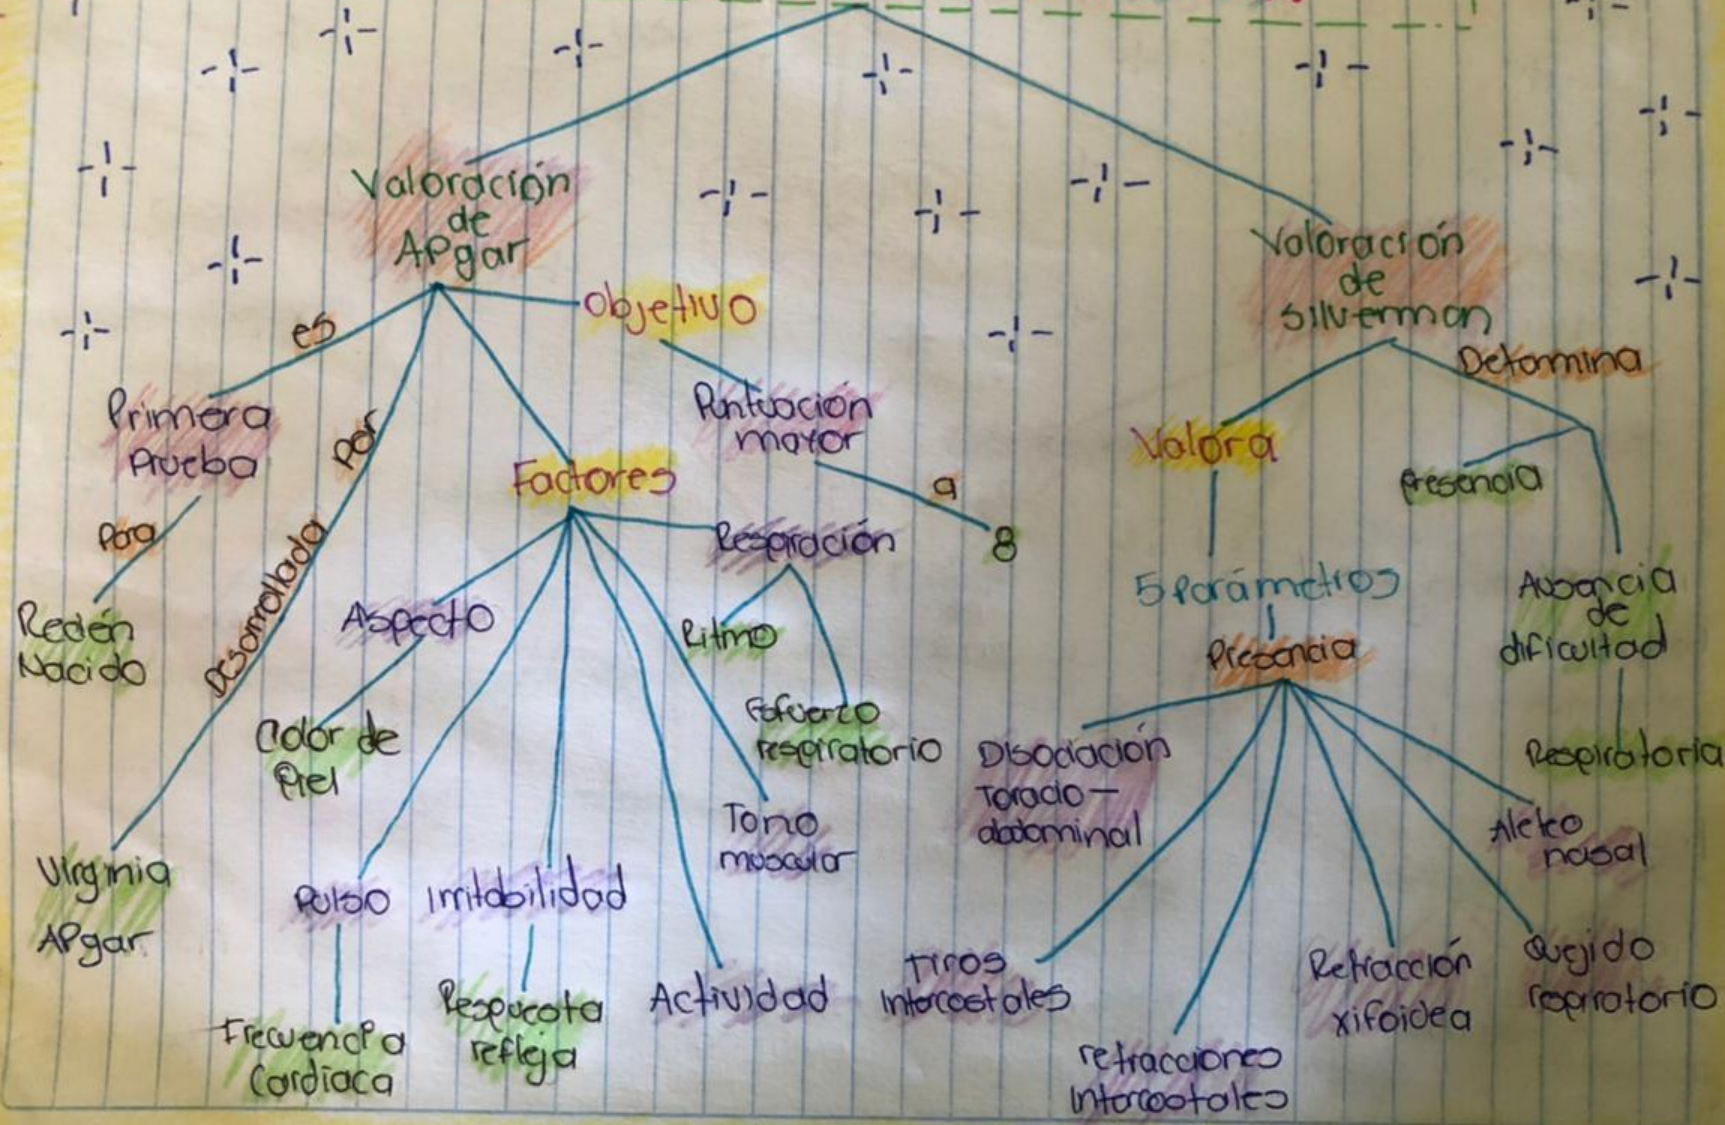 Valoración
de
APgar
es
Primera
Prueba
Para
Recién
Nacido
Desarrollada por
Virginia
APgar
Objetivo
Puntuación
mayor
a
8
Factores
Aspecto
Color de
Piel
Pulso
Frecuencia
Cardiaca
Irritabilidad
Respuesta
refleja
Actividad
Tono
muscular
Respiración
Ritmo
Esfuerzo
respiratorio
Valoración
de
Silverman
Valora
5 Parámetros
Presencia
Disociación
Toracio-
abdominal
Tiros
Intercostales
retracciones
Intercostales
Retracción
xifoidea
Quejido
respiratorio
Aleteo
nasal
Determina
Presencia
Ausencia
de
dificultad
Respiratoria